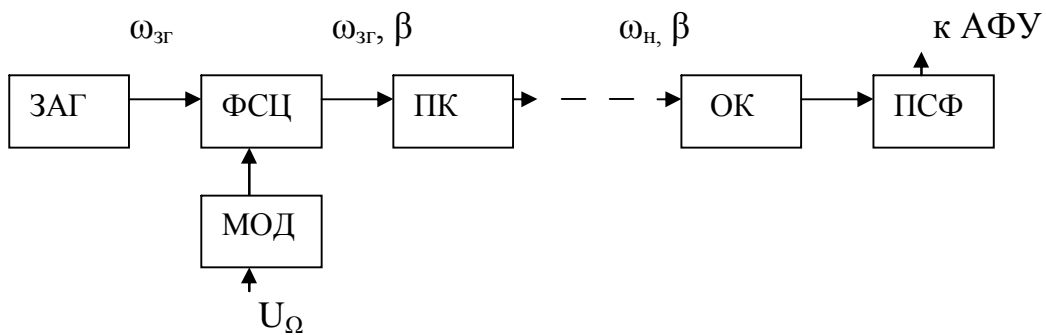 ωзг ωзг, β ωн, β к АФУ
ЗАГ ФСЦ ПК ОК ПСФ
МОД
UΩ